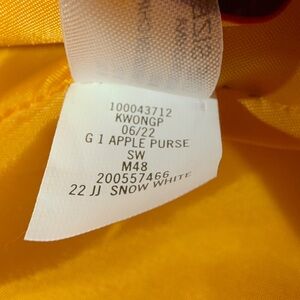 100043712
KWONGP
06/22
G 1 APPLE PURSE
SW
M48
200557466
22 JJ SNOW WHITE